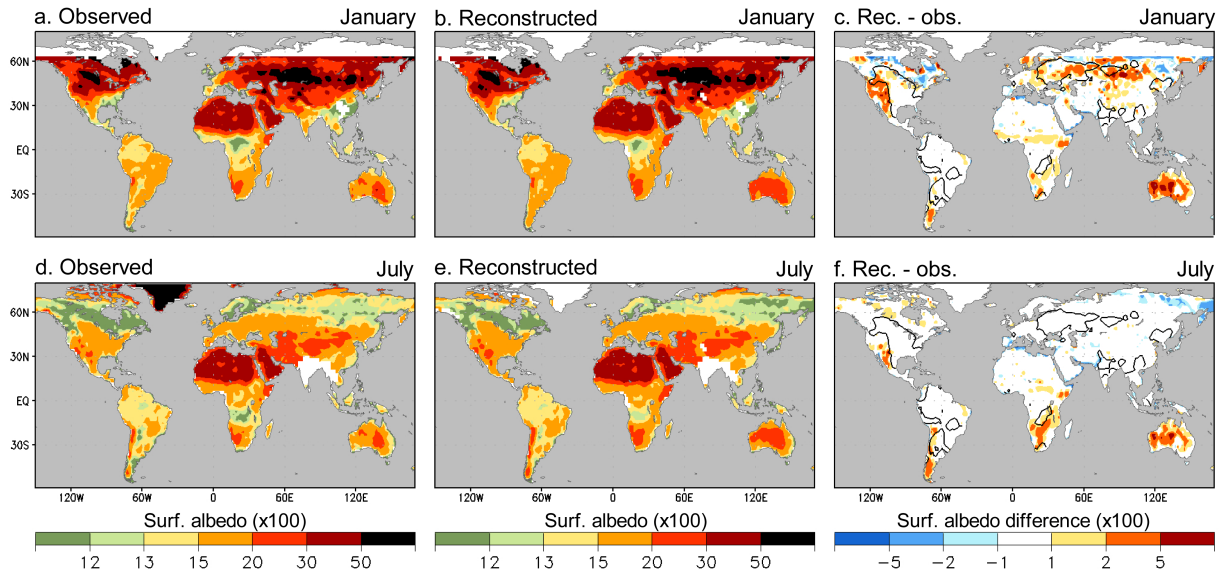 a. Observed January
b. Reconstructed January
c. Rec. - obs. January
60N
30N
EQ
30S
d. Observed July
e. Reconstructed July
f. Rec. - obs. July
60N
30N
EQ
30S
120W 60W 0 60E 120E
120W 60W 0 60E 120E
120W 60W 0 60E 120E
Surf. albedo (x100)
12 13 15 20 30 50
Surf. albedo (x100)
12 13 15 20 30 50
Surf. albedo difference (x100)
−5 −2 −1 1 2 5